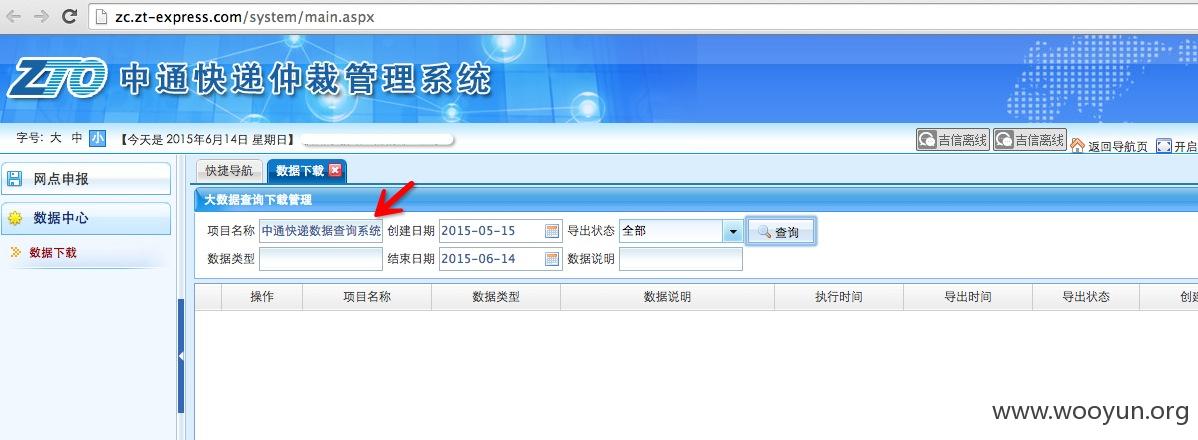 zc.zt-express.com/system/main.aspx
ZTO 中通快递仲裁管理系统
字号: 大 中 小 【今天是 2015年6月14日 星期日】 吉信离线 吉信离线 返回导航页 开启
网点申报
数据中心
数据下载
快捷导航 数据下载
大数据查询下载管理
项目名称 中通快递数据查询系统 创建日期 2015-05-15 导出状态 全部 查询
数据类型 结束日期 2015-06-14 数据说明
操作 项目名称 数据类型 数据说明 执行时间 导出时间 导出状态
www.wooyun.org